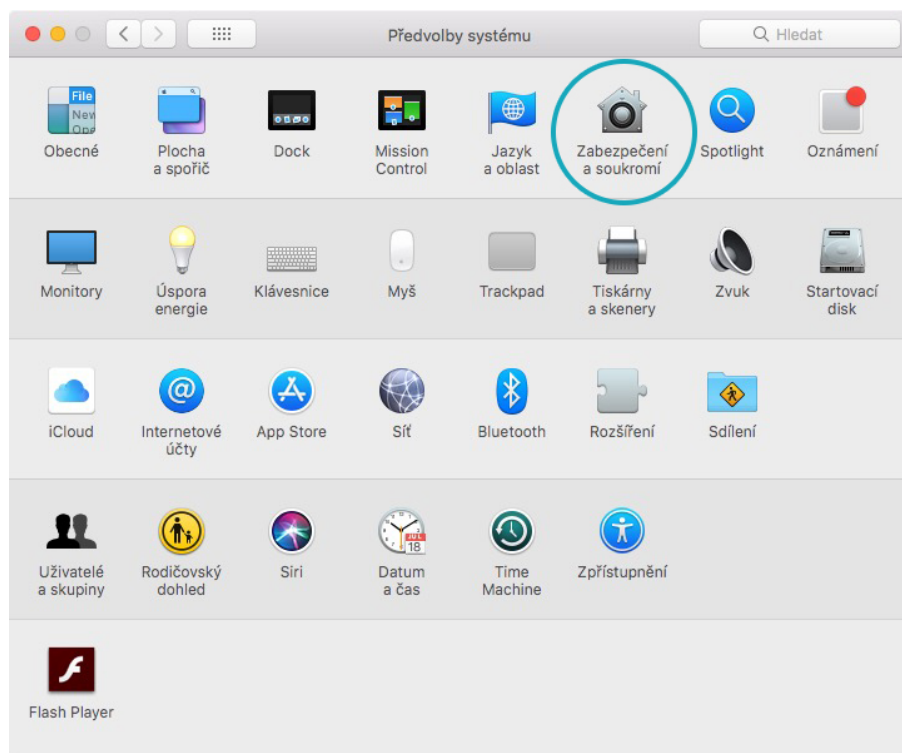 Předvolby systému
Hledat
File
New
Ope
Obecné
Plocha
a spořič
Dock
Mission
Control
Jazyk
a oblast
Zabezpečení
a soukromí
Spotlight
Oznámení
Monitory
Úspora
energie
Klávesnice
Myš
Trackpad
Tiskárny
a skenery
Zvuk
Startovací
disk
iCloud
@
Internetové
účty
App Store
Síť
Bluetooth
Rozšíření
Sdílení
Uživatelé
a skupiny
Rodičovský
dohled
Siri
JUL
18
Datum
a čas
Time
Machine
Zpřístupnění
Flash Player